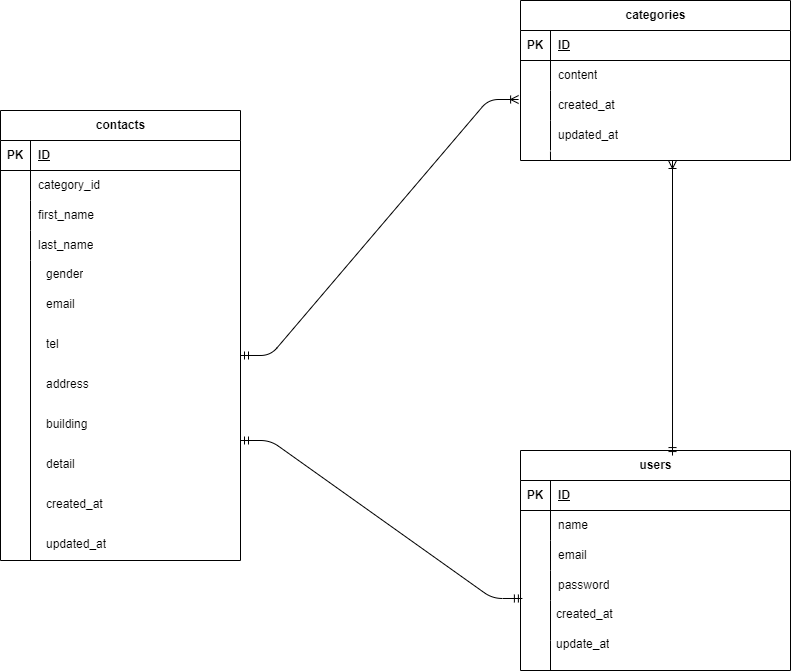 contacts
PK ID
category_id
first_name
last_name
gender
email
tel
address
building
detail
created_at
updated_at
categories
PK ID
content
created_at
updated_at
users
PK ID
name
email
password
created_at
update_at